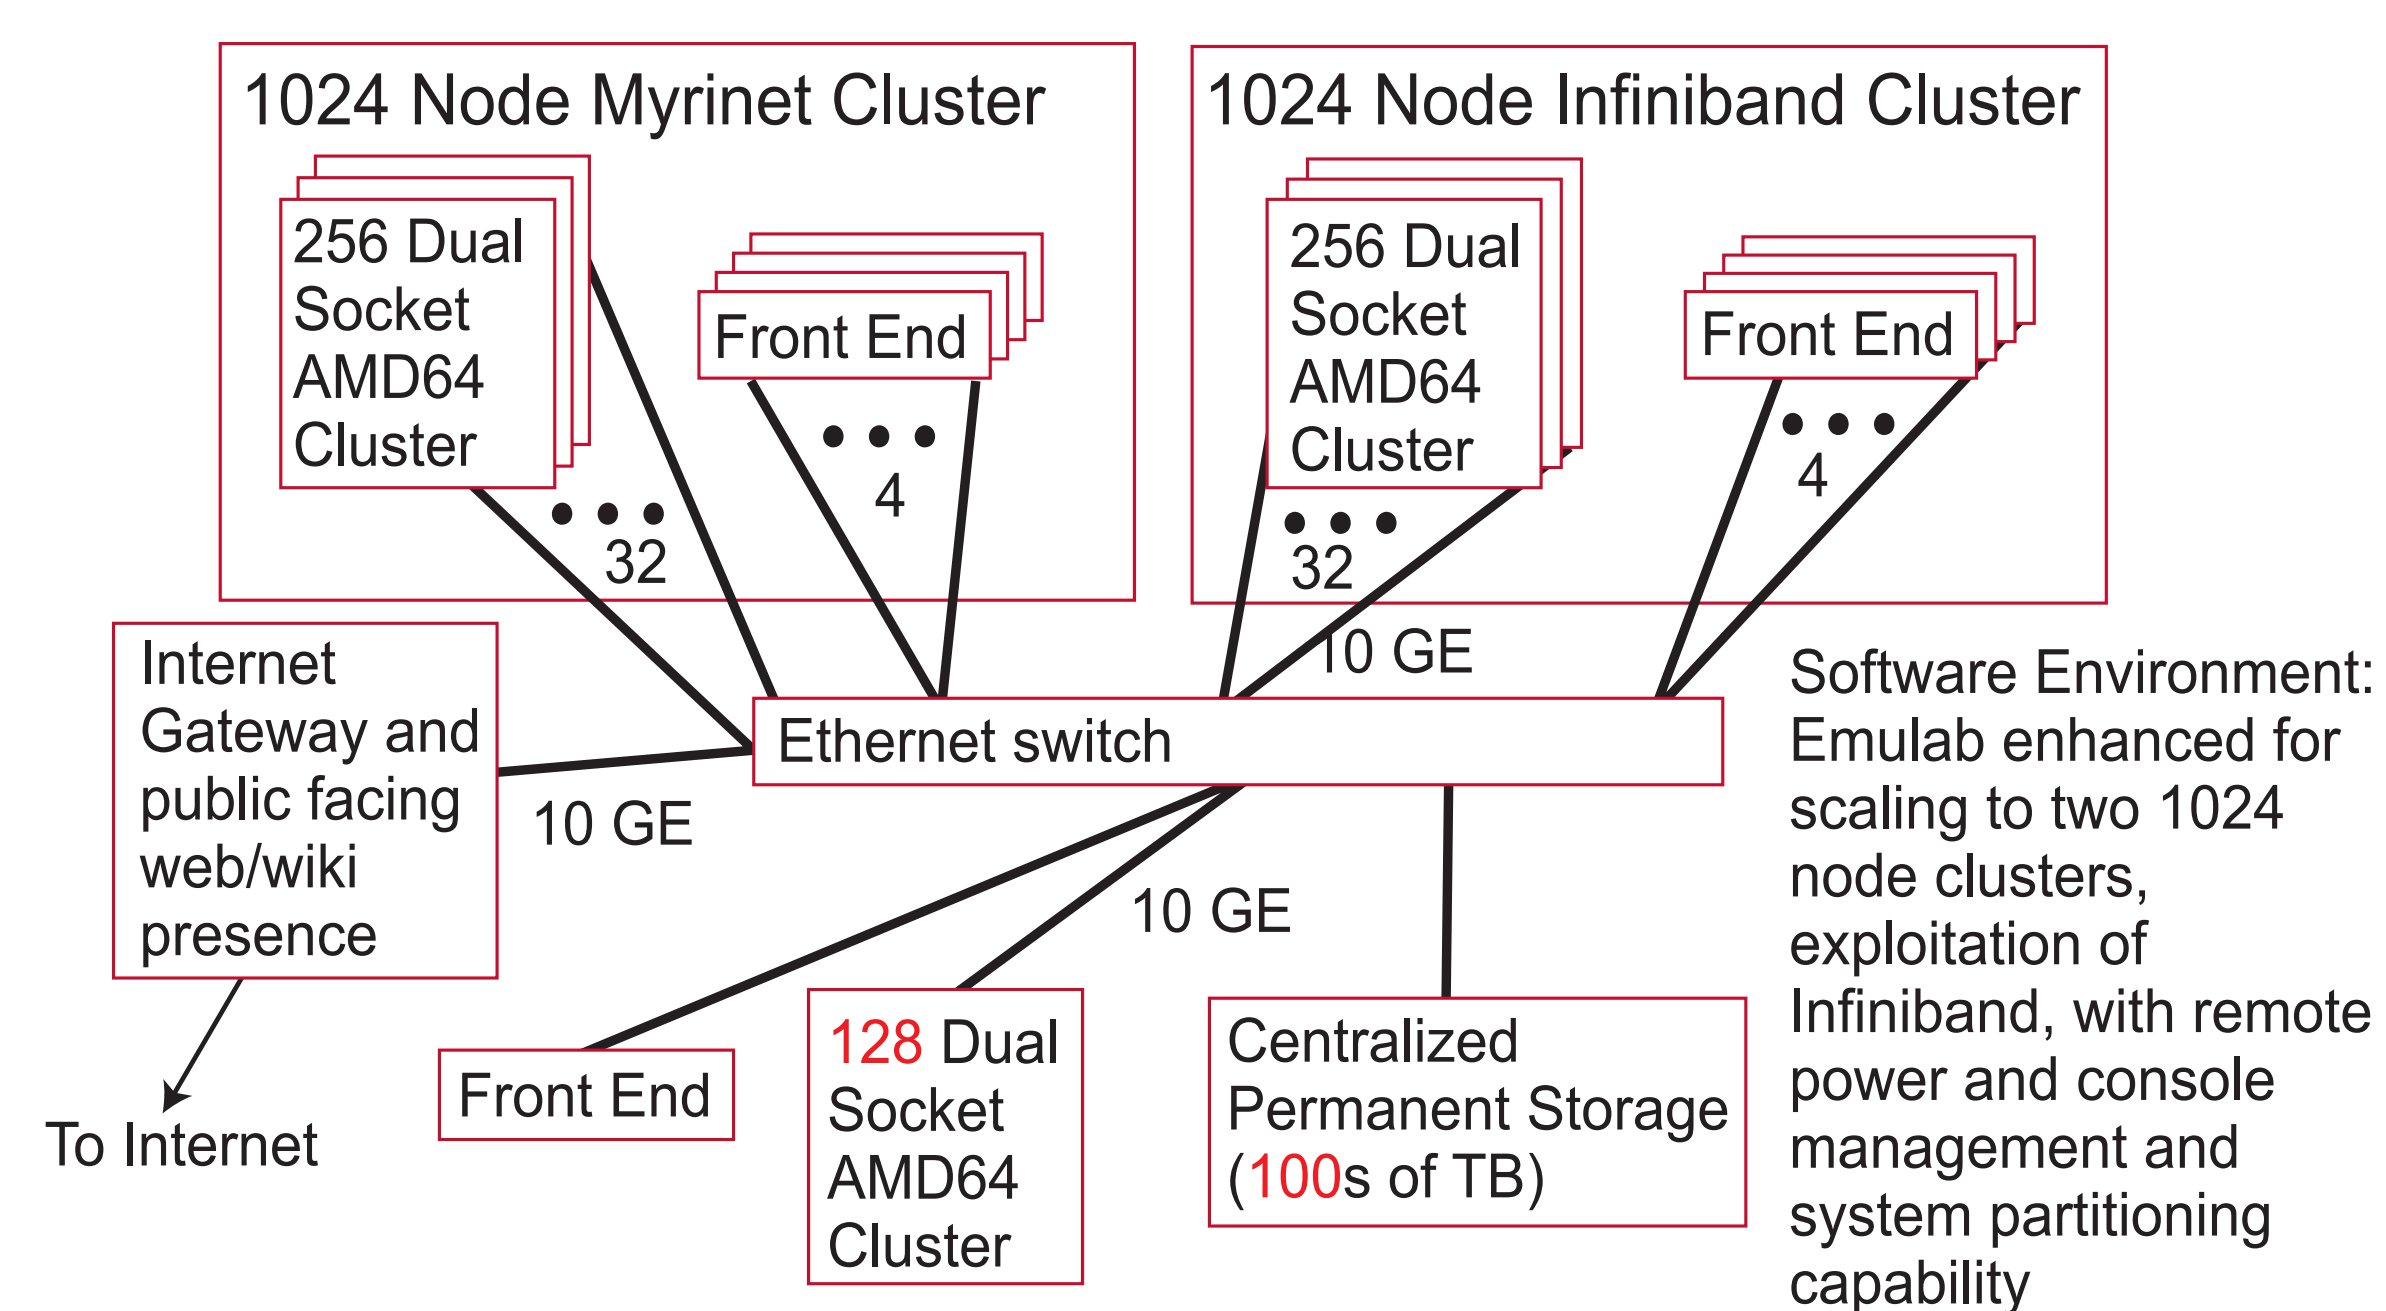 1024 Node Myrinet Cluster
256 Dual
Socket
AMD64
Cluster
32
Front End
4
1024 Node Infiniband Cluster
256 Dual
Socket
AMD64
Cluster
32
Front End
4
10 GE
Internet
Gateway and
public facing
web/wiki
presence
10 GE
To Internet
Ethernet switch
10 GE
Front End
128 Dual
Socket
AMD64
Cluster
Centralized
Permanent Storage
(100s of TB)
Software Environment:
Emulab enhanced for
scaling to two 1024
node clusters,
exploitation of
Infiniband, with remote
power and console
management and
system partitioning
capability